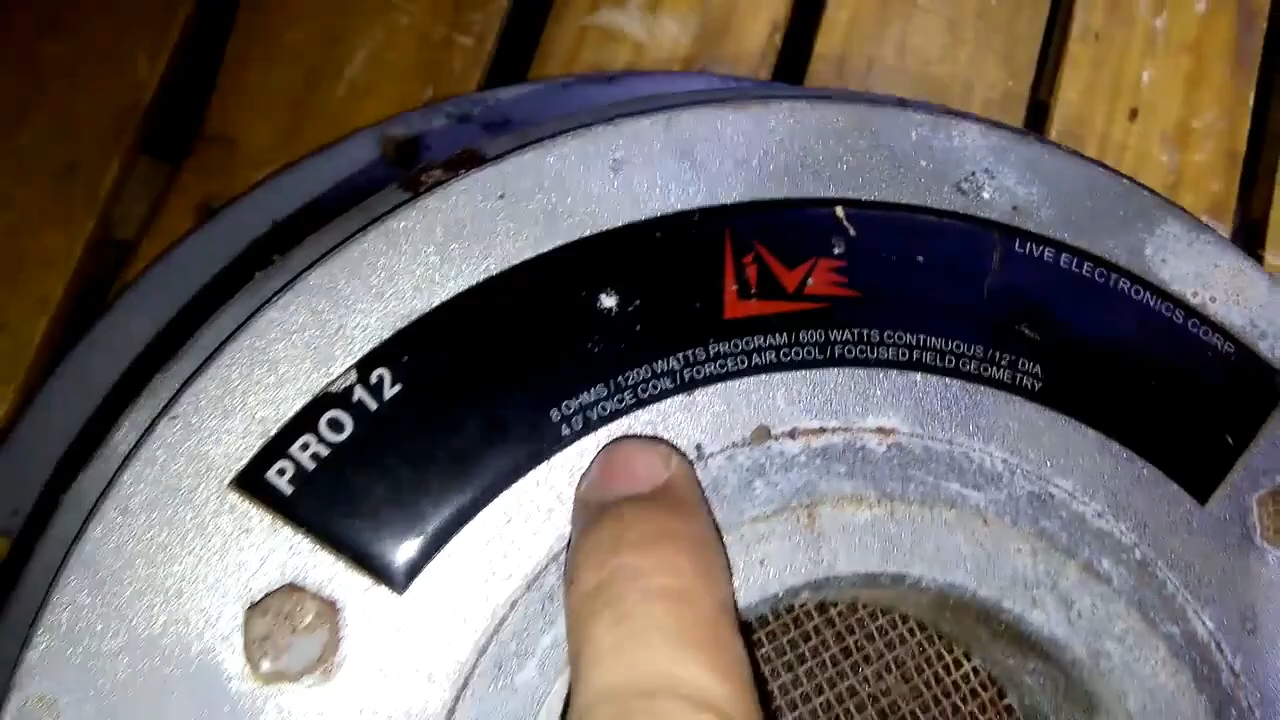 PRO 12
LiVE
LIVE ELECTRONICS CORP.
8 OHMS / 1200 WATTS PROGRAM / 600 WATTS CONTINUOUS / 12" DIA
4.0" VOICE COIL / FORCED AIR COOL / FOCUSED FIELD GEOMETRY